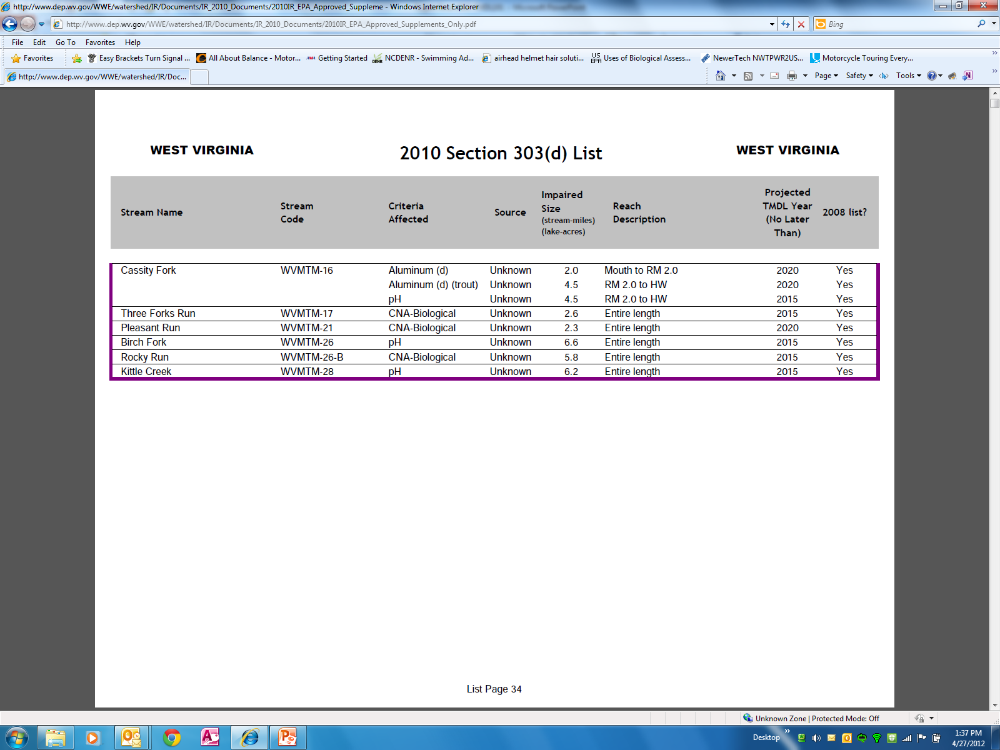 http://www.dep.wv.gov/WWE/watershed/IR/Documents/IR_2010_Documents/2010IR_EPA_Approved_Suppleme - Windows Internet Explorer
http://www.dep.wv.gov/WWE/watershed/IR/Documents/IR_2010_Documents/2010IR_EPA_Approved_Supplements_Only.pdf
Bing
File Edit Go To Favorites Help
Favorites Easy Brackets Turn Signal ... All About Balance - Motor... Getting Started NCDENR - Swimming Ad... airhead helmet hair soluti... US EPA Uses of Biological Assess... NewerTech NWTPWR2US... Motorcycle Touring Every...
http://www.dep.wv.gov/WWE/watershed/IR/Doc... Page Safety Tools
WEST VIRGINIA 2010 Section 303(d) List WEST VIRGINIA
Stream Name
Stream
Code
Criteria
Affected
Source
Impaired
Size
(stream-miles)
(lake-acres)
Reach
Description
Projected
TMDL Year
(No Later
Than)
2008 list?
Cassity Fork WVMTM-16 Aluminum (d) Unknown 2.0 Mouth to RM 2.0 2020 Yes
Aluminum (d) (trout) Unknown 4.5 RM 2.0 to HW 2020 Yes
pH Unknown 4.5 RM 2.0 to HW 2015 Yes
Three Forks Run WVMTM-17 CNA-Biological Unknown 2.6 Entire length 2015 Yes
Pleasant Run WVMTM-21 CNA-Biological Unknown 2.3 Entire length 2020 Yes
Birch Fork WVMTM-26 pH Unknown 6.6 Entire length 2015 Yes
Rocky Run WVMTM-26-B CNA-Biological Unknown 5.8 Entire length 2015 Yes
Kittle Creek WVMTM-28 pH Unknown 6.2 Entire length 2015 Yes
List Page 34
Unknown Zone | Protected Mode: Off
Desktop
1:37 PM
4/27/2012